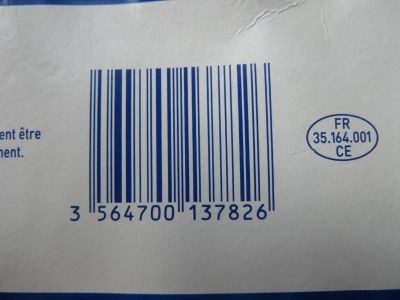 ent être
ment.
FR
35.164.001
CE
3 564700 137826